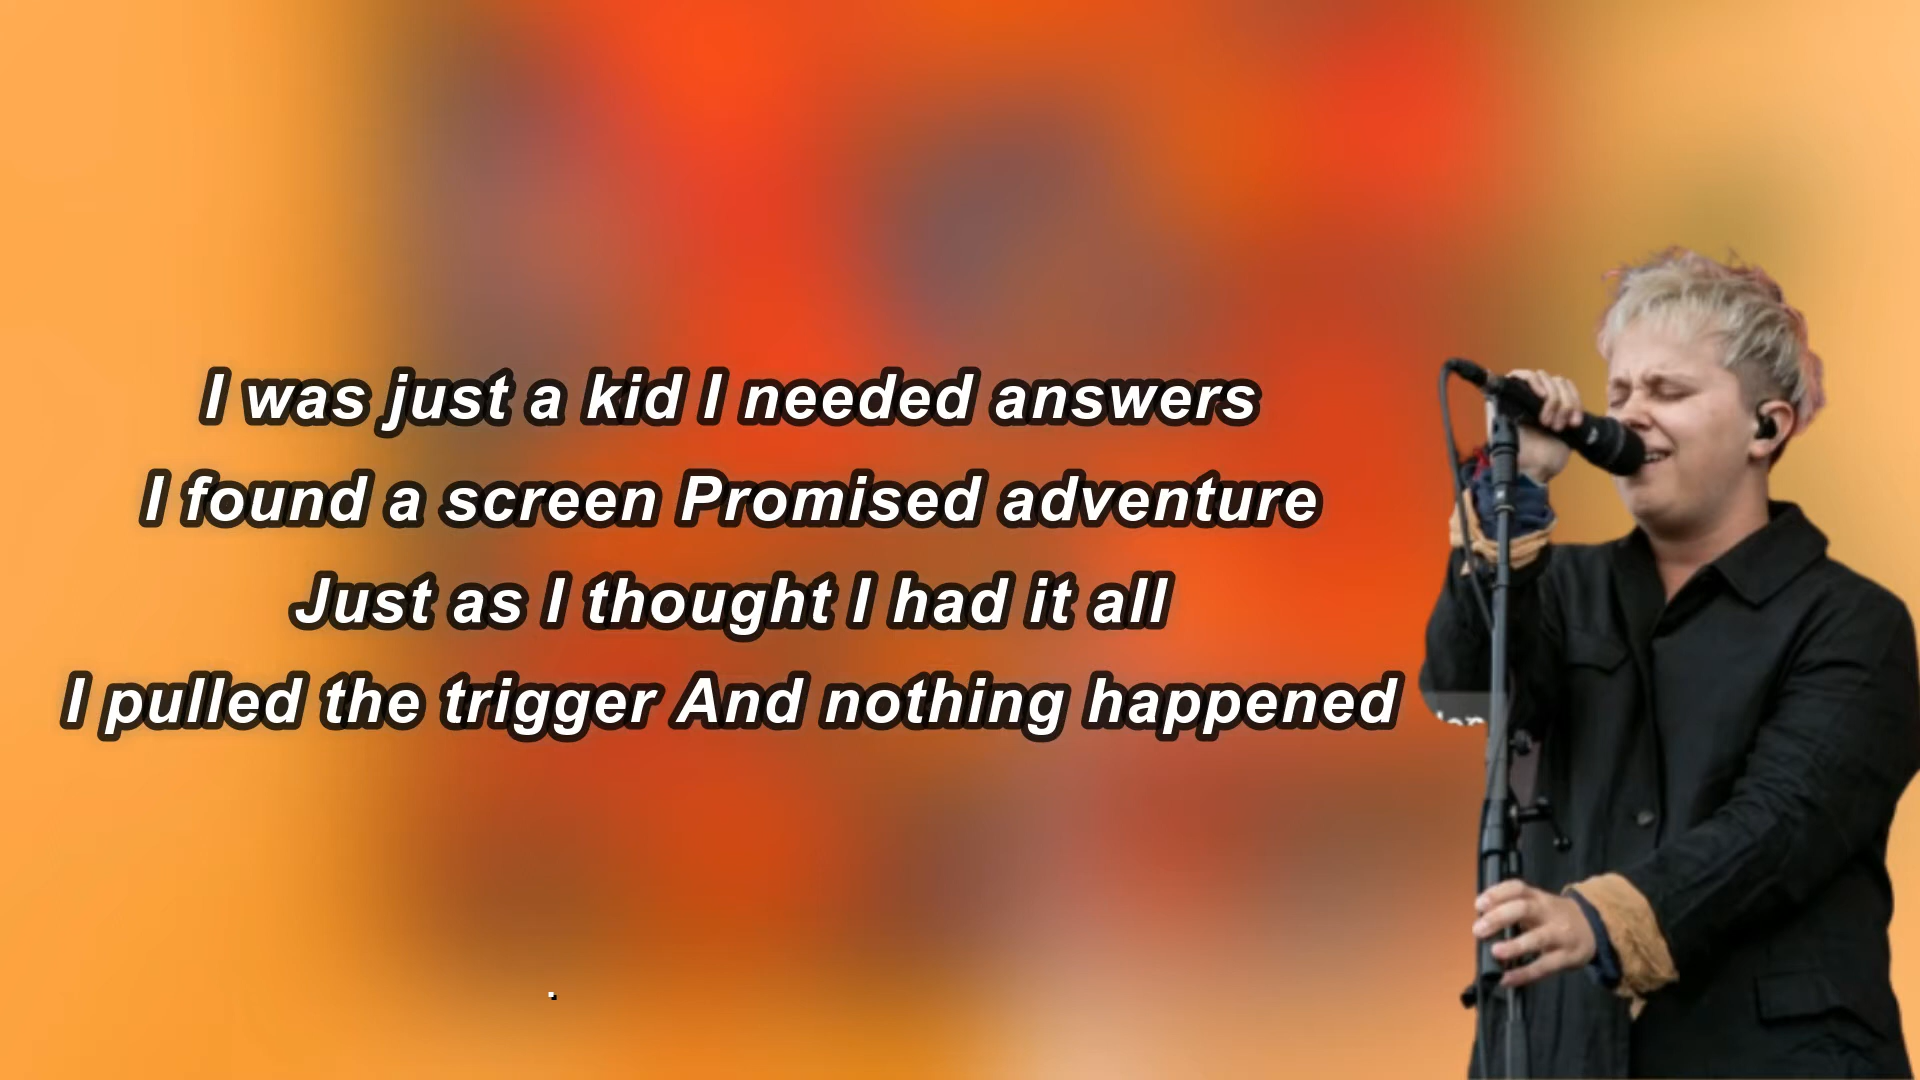 I was just a kid I needed answers
I found a screen Promised adventure
Just as I thought I had it all
I pulled the trigger And nothing happened